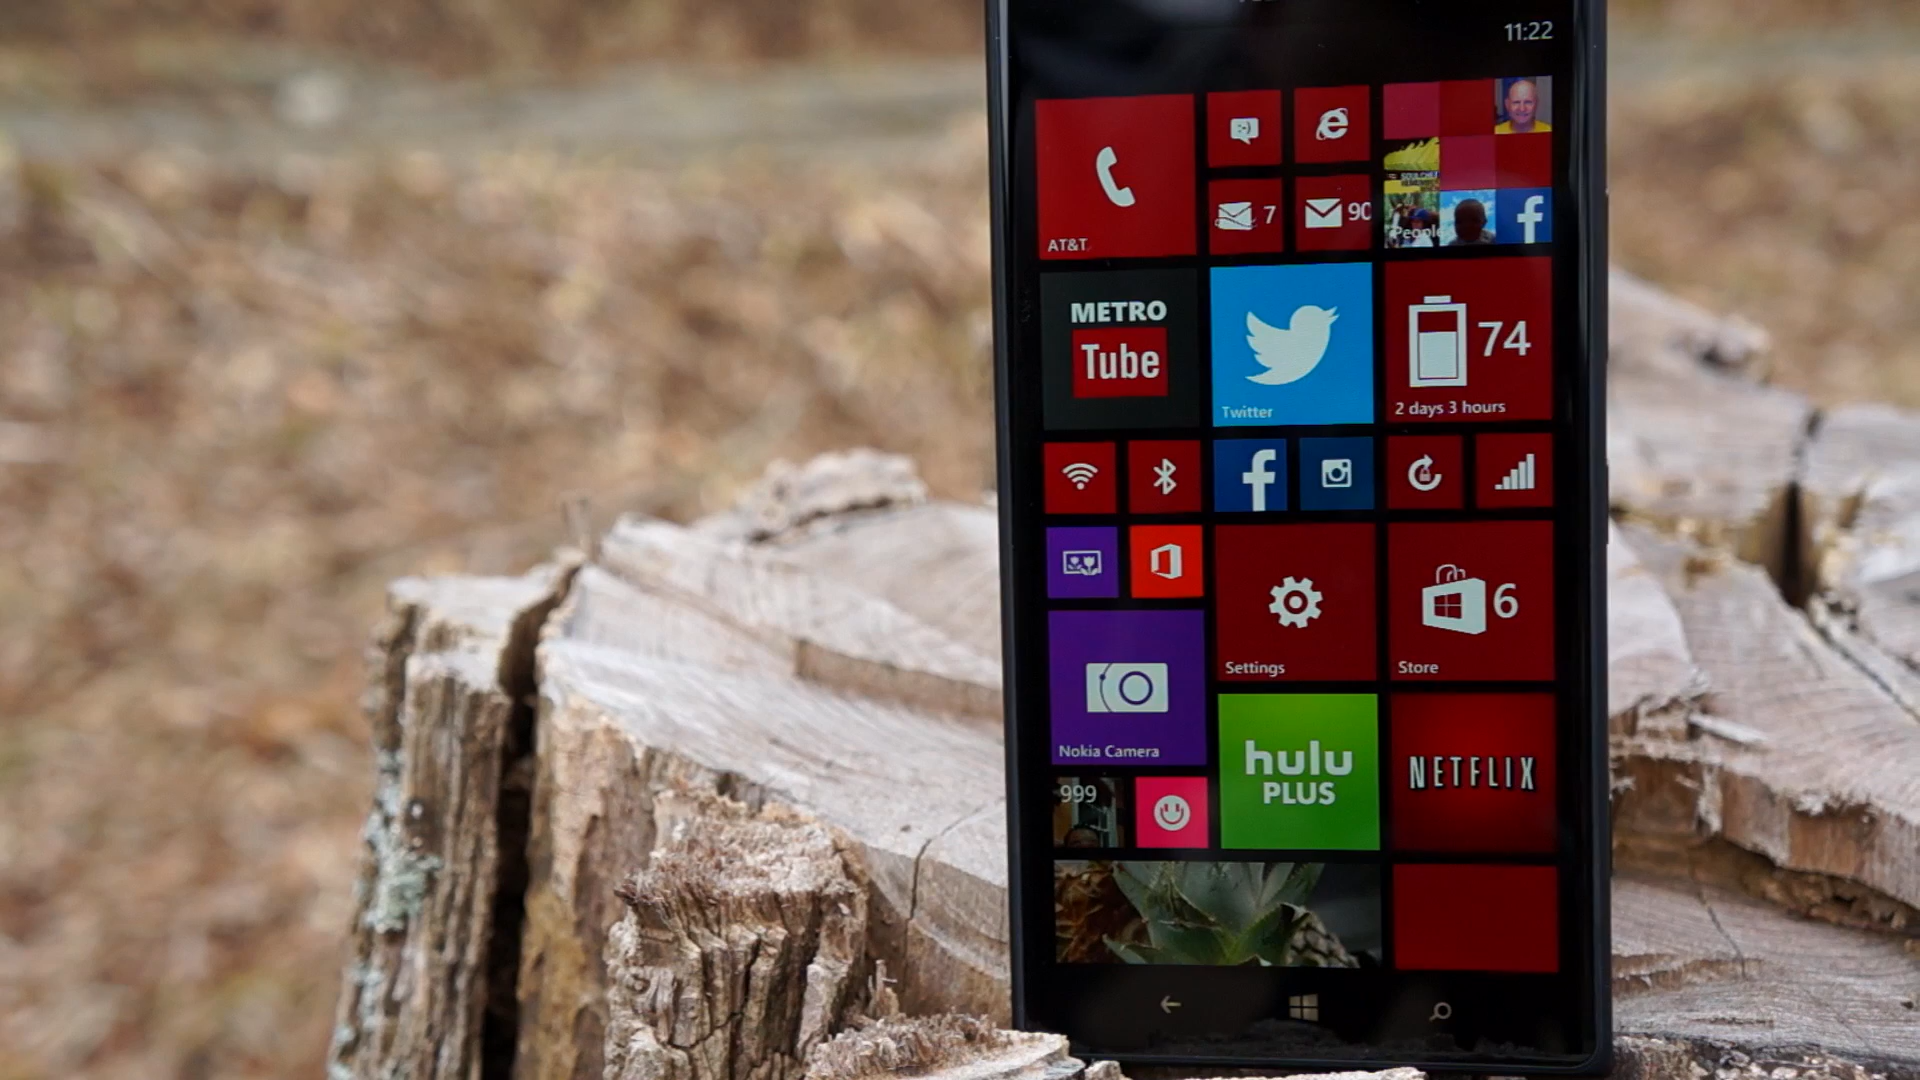 11:22
AT&T
7
90
SOULCHILD
People
METRO
Tube
Twitter
74
2 days 3 hours
Settings
6
Store
Nokia Camera
999
hulu
PLUS
NETFLIX